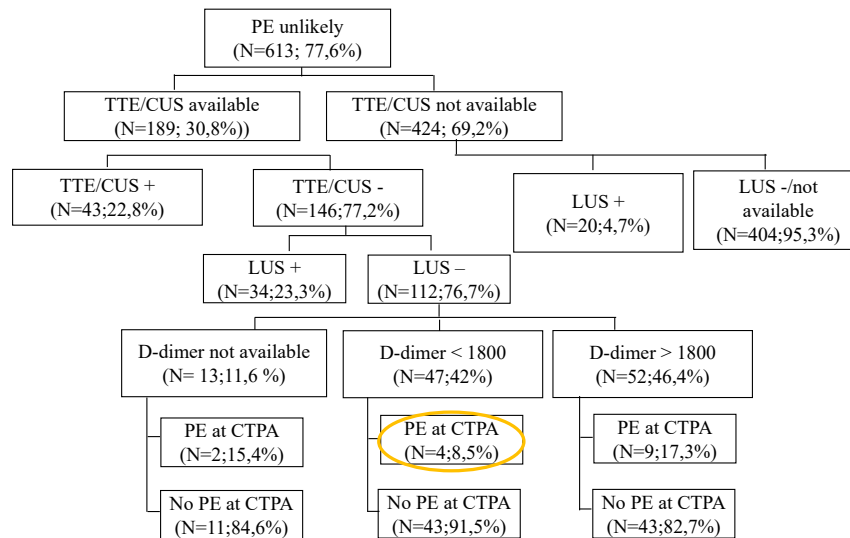 PE unlikely
(N=613; 77,6%)
TTE/CUS available
(N=189; 30,8%))
TTE/CUS not available
(N=424; 69,2%)
TTE/CUS +
(N=43;22,8%)
TTE/CUS -
(N=146;77,2%)
LUS +
(N=20;4,7%)
LUS -/not
available
(N=404;95,3%)
LUS +
(N=34;23,3%)
LUS –
(N=112;76,7%)
D-dimer not available
(N= 13;11,6 %)
D-dimer < 1800
(N=47;42%)
D-dimer > 1800
(N=52;46,4%)
PE at CTPA
(N=2;15,4%)
PE at CTPA
(N=4;8,5%)
PE at CTPA
(N=9;17,3%)
No PE at CTPA
(N=11;84,6%)
No PE at CTPA
(N=43;91,5%)
No PE at CTPA
(N=43;82,7%)